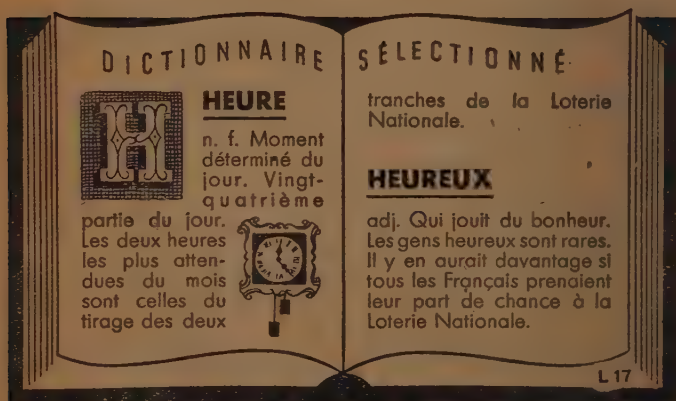 DICTIONNAIRE SÉLECTIONNÉ
H
HEURE
n. f. Moment
déterminé du
jour. Vingt-
quatrième
partie du jour.
Les deux heures
les plus atten-
dues du mois
sont celles du
tirage des deux
tranches de la Loterie
Nationale.
HEUREUX
adj. Qui jouit du bonheur.
Les gens heureux sont rares.
Il y en aurait davantage si
tous les Français prenaient
leur part de chance à la
Loterie Nationale.
L 17